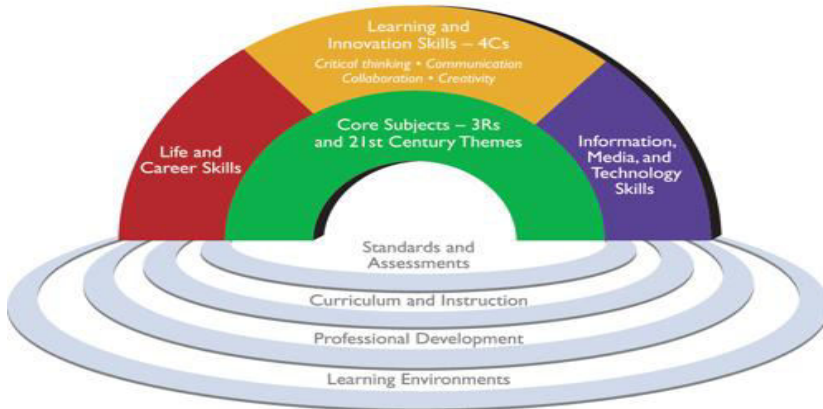 Learning and
Innovation Skills – 4Cs
Critical thinking • Communication
Collaboration • Creativity
Core Subjects – 3Rs
and 21st Century Themes
Life and
Career Skills
Information,
Media, and
Technology
Skills
Standards and
Assessments
Curriculum and Instruction
Professional Development
Learning Environments